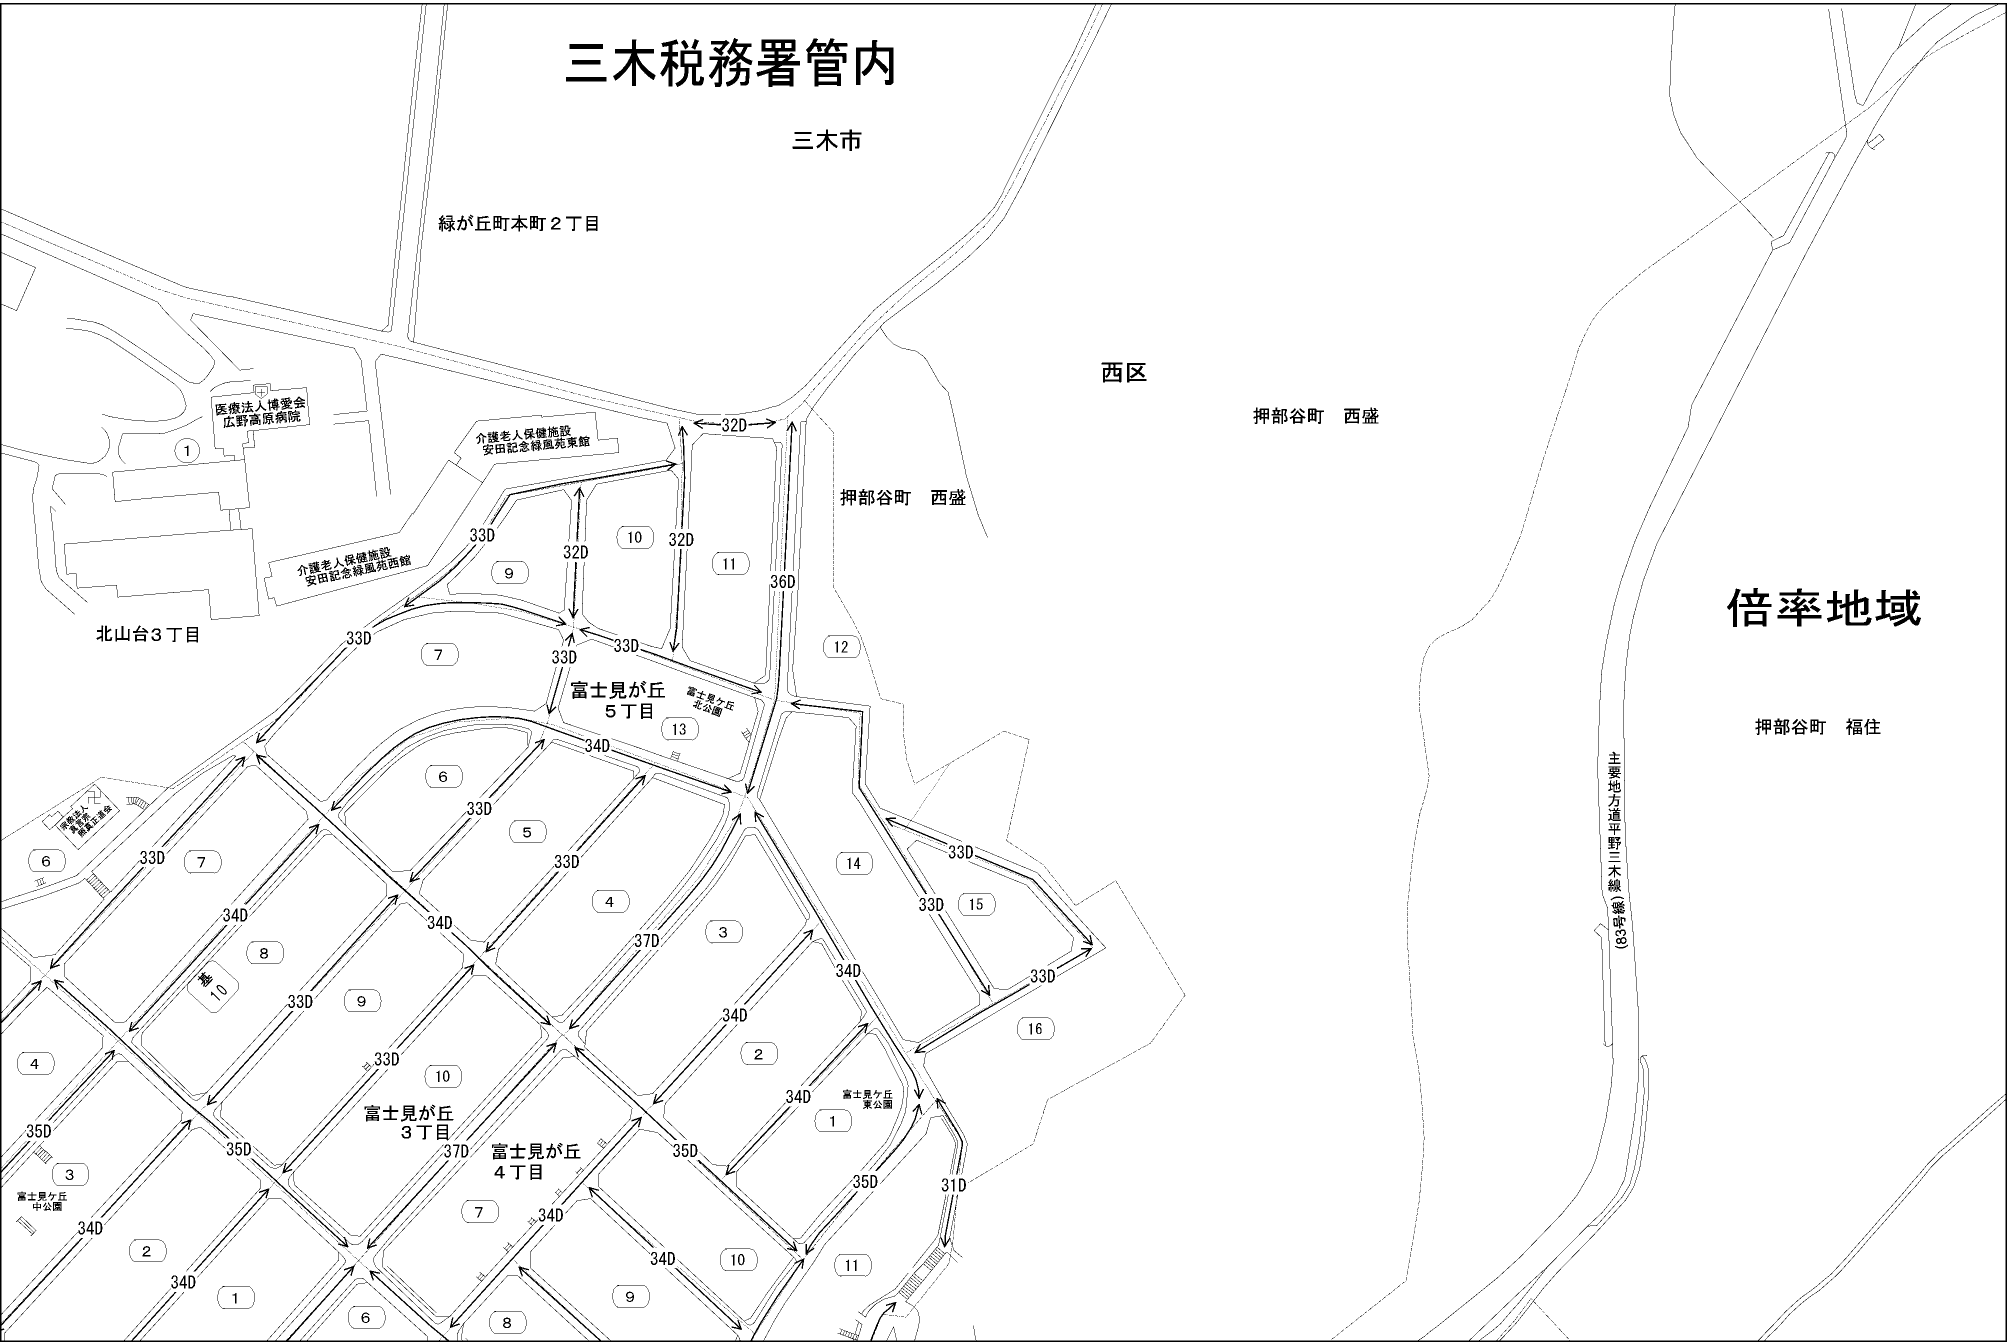 三木税務署管内
三木市
緑が丘町本町２丁目
西区
押部谷町　西盛
医療法人博愛会
広野高原病院
1
介護老人保健施設
安田記念緑風苑東館
32D
押部谷町　西盛
33D
32D
10
32D
11
36D
9
介護老人保健施設
安田記念緑風苑西館
倍率地域
北山台３丁目
33D
7
33D
33D
12
富士見が丘
５丁目
富士見ケ丘
北公園
13
押部谷町　福住
34D
6
主要地方道平野三木線
(83号線)
33D
5
宗教法人
真言宗
6
33D
7
33D
14
33D
15
33D
4
34D
34D
37D
3
8
基
10
33D
9
34D
33D
34D
16
4
33D
10
2
34D
富士見ケ丘
東公園
1
富士見が丘
３丁目
35D
35D
37D
富士見が丘
４丁目
35D
35D
31D
3
富士見ケ丘
中公園
34D
7
34D
2
34D
34D
10
11
1
9
6
8